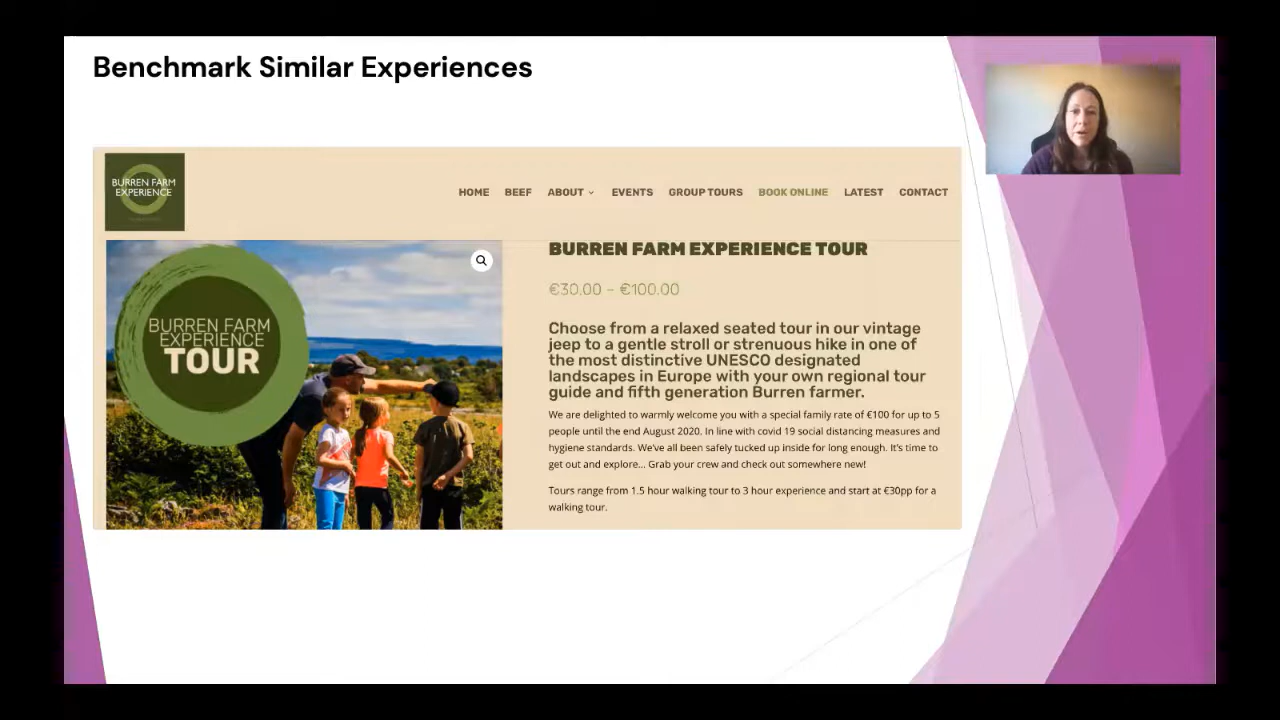 Benchmark Similar Experiences
BURREN FARM
EXPERIENCE
HOME BEEF ABOUT EVENTS GROUP TOURS BOOK ONLINE LATEST CONTACT
BURREN FARM
EXPERIENCE
TOUR
BURREN FARM EXPERIENCE TOUR
€30.00 – €100.00
Choose from a relaxed seated tour in our vintage
jeep to a gentle stroll or strenuous hike in one of
the most distinctive UNESCO designated
landscapes in Europe with your own regional tour
guide and fifth generation Burren farmer.
We are delighted to warmly welcome you with a special family rate of €100 for up to 5
people until the end August 2020. In line with covid 19 social distancing measures and
hygiene standards. We've all been safely tucked up inside for long enough. It's time to
get out and explore... Grab your crew and check out somewhere new!
Tours range from 1.5 hour walking tour to 3 hour experience and start at €30pp for a
walking tour.